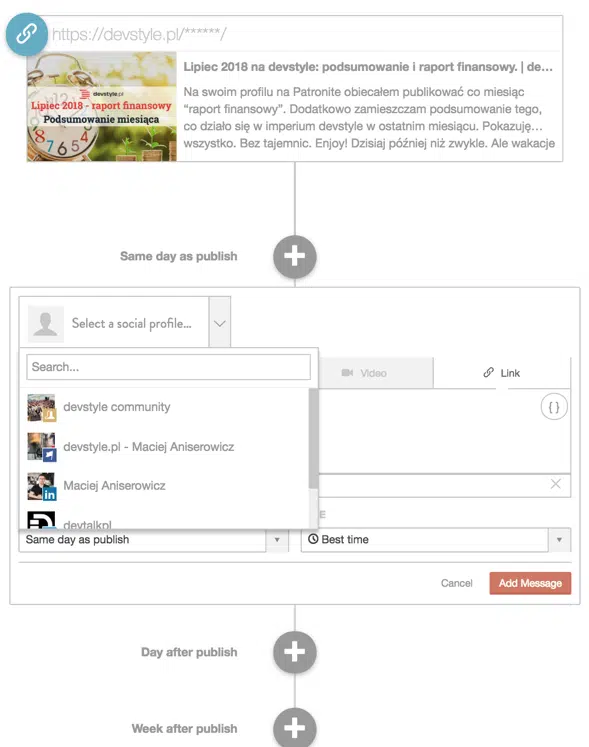 https://devstyle.pl/******/
devstyle.pl
Lipiec 2018 - raport finansowy
Podsumowanie miesiąca
Lipiec 2018 na devstyle: podsumowanie i raport finansowy. | de...
Na swoim profilu na Patronite obiecałem publikować co miesiąc
“raport finansowy”. Dodatkowo zamieszczam podsumowanie tego,
co działo się w imperium devstyle w ostatnim miesiącu. Pokazuję...
wszystko. Bez tajemnic. Enjoy! Dzisiaj później niż zwykle. Ale wakacje
Same day as publish
Select a social profile...
Search...
Video
Link
devstyle community
{ }
devstyle.pl - Maciej Aniserowicz
Maciej Aniserowicz
devtalkpl
E
Same day as publish
Best time
Cancel
Add Message
Day after publish
Week after publish